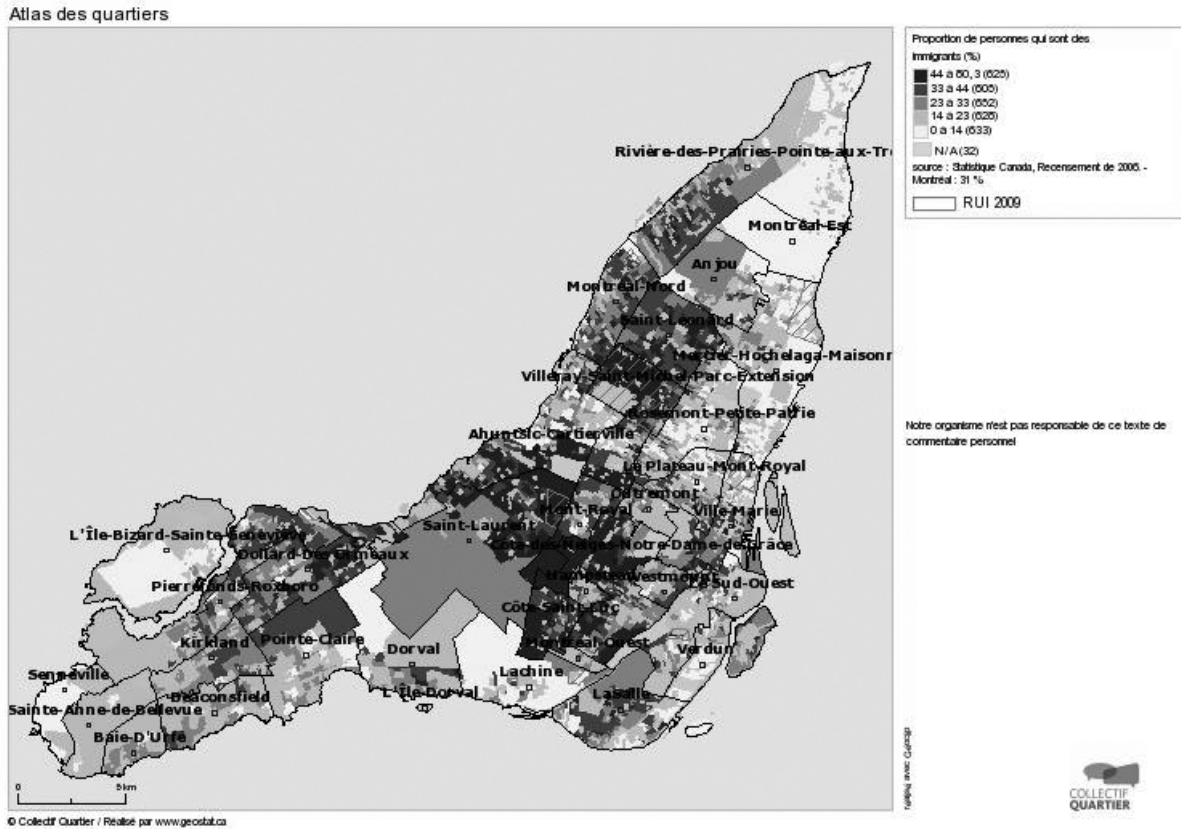 Atlas des quartiers
Proportion de personnes qui sont des
immigrants (%)
44 à 60, 3 (625)
33 à 44 (605)
23 à 33 (652)
14 à 23 (626)
0 à 14 (633)
N/A (32)
source : Statistique Canada, Recensement de 2006. -
Montréal : 31 %
RUI 2009
Rivière-des-Prairies-Pointe-aux-Tre
Montréal-Est
Anjou
Montréal-Nord
Saint-Léonard
Mercier-Hochelaga-Maisonn
Villeray-Saint-Michel-Parc-Extension
Rosemont-Petite-Patrie
Notre organisme n'est pas responsable de ce texte de
commentaire personnel
Ahuntsic-Cartierville
Le Plateau-Mont-Royal
Outremont
Mont-Royal
Ville-Marie
Saint-Laurent
L'Île-Bizard-Sainte-Geneviève
Côte-des-Neiges-Notre-Dame-de-Grâce
Dollard-Des Ormeaux
Hampstead
Westmount
Le Sud-Ouest
Pierrefonds-Roxboro
Côte-Saint-Luc
Kirkland
Pointe-Claire
Montréal-Ouest
Dorval
Verdun
Lachine
Senneville
L'Île-Dorval
LaSalle
Beaconsfield
Sainte-Anne-de-Bellevue
Baie-D'Urfé
0
5 km
COLLECTIF
QUARTIER
© Collectif Quartier / Réalisé par www.geostat.ca